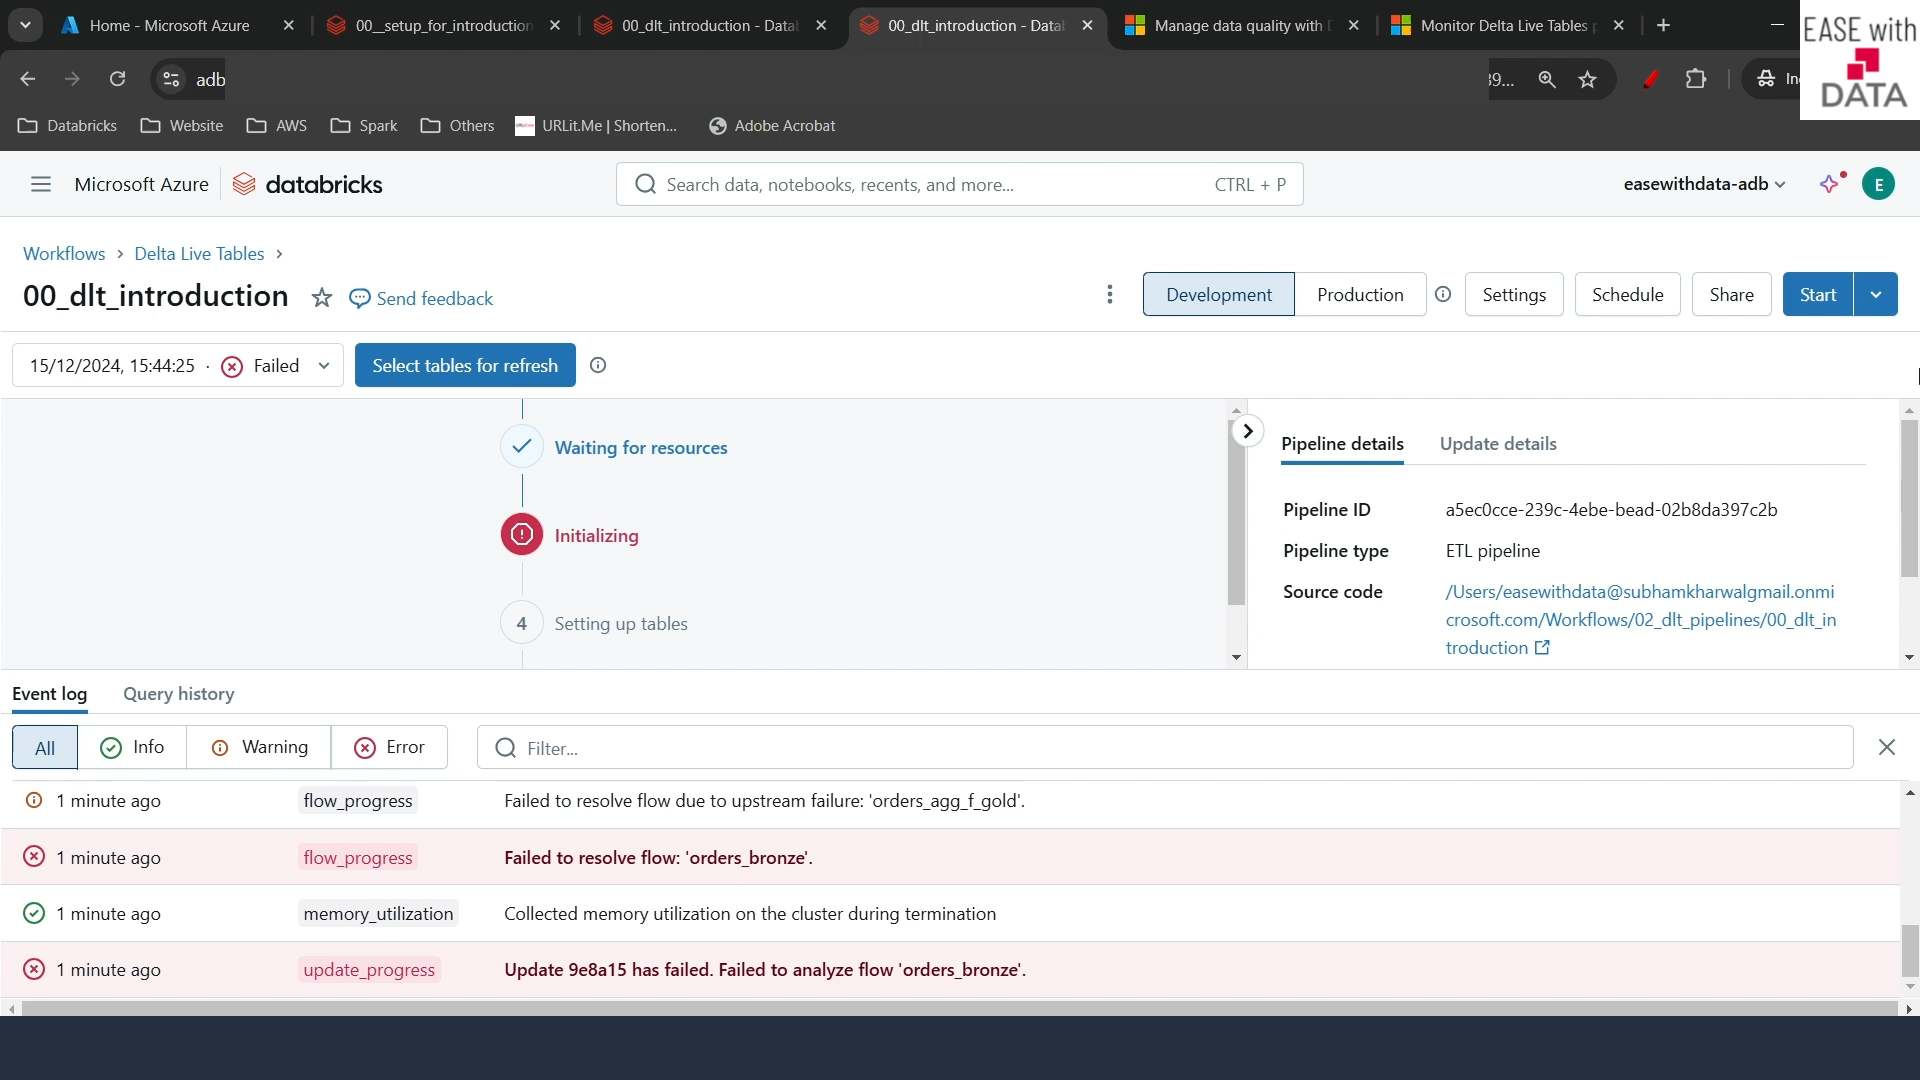 Home - Microsoft Azure
00__setup_for_introduction
00_dlt_introduction - Datab
00_dlt_introduction - Datab
Manage data quality with D
Monitor Delta Live Tables p
EASE with
DATA
adb
39...
Databricks
Website
AWS
Spark
Others
URLit.Me | Shorten...
Adobe Acrobat
Microsoft Azure
databricks
Search data, notebooks, recents, and more...
CTRL + P
easewithdata-adb
E
Workflows > Delta Live Tables >
00_dlt_introduction
Send feedback
Development
Production
Settings
Schedule
Share
Start
15/12/2024, 15:44:25 · Failed
Select tables for refresh
Waiting for resources
Initializing
4 Setting up tables
Pipeline details
Update details
Pipeline ID a5ec0cce-239c-4ebe-bead-02b8da397c2b
Pipeline type ETL pipeline
Source code /Users/easewithdata@subhamkharwalgmail.onmi
crosoft.com/Workflows/02_dlt_pipelines/00_dlt_in
troduction
Event log
Query history
All
Info
Warning
Error
Filter...
1 minute ago flow_progress Failed to resolve flow due to upstream failure: 'orders_agg_f_gold'.
1 minute ago flow_progress Failed to resolve flow: 'orders_bronze'.
1 minute ago memory_utilization Collected memory utilization on the cluster during termination
1 minute ago update_progress Update 9e8a15 has failed. Failed to analyze flow 'orders_bronze'.